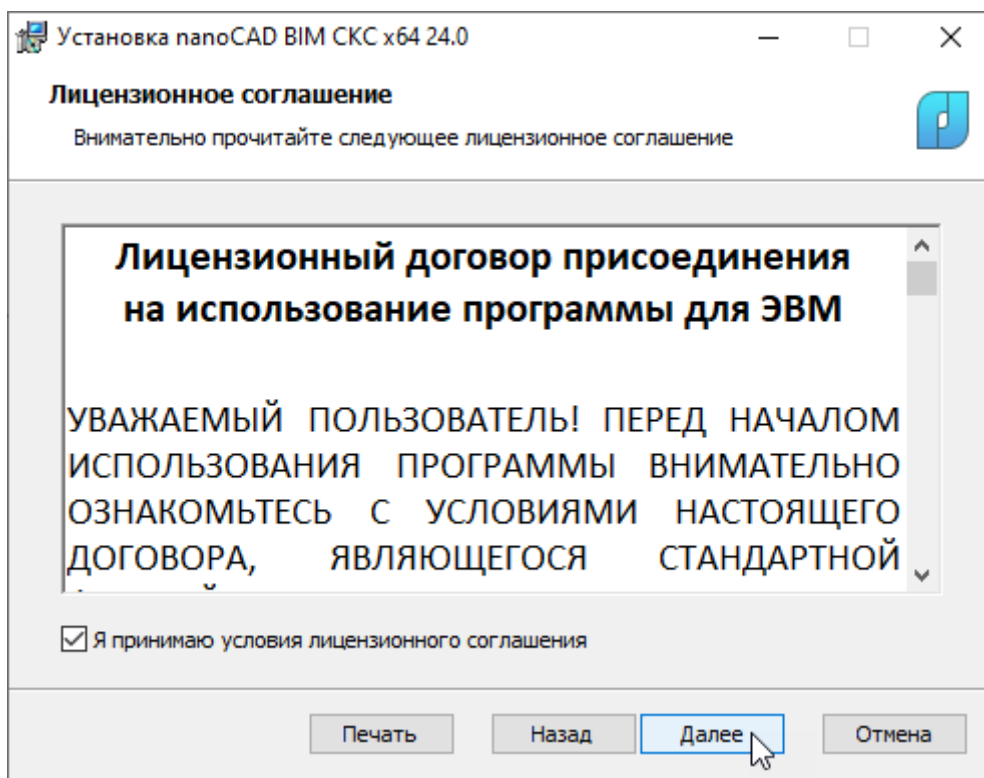 Установка nanoCAD BIM СКС x64 24.0
Лицензионное соглашение
Внимательно прочитайте следующее лицензионное соглашение
Лицензионный договор присоединения
на использование программы для ЭВМ
УВАЖАЕМЫЙ ПОЛЬЗОВАТЕЛЬ! ПЕРЕД НАЧАЛОМ
ИСПОЛЬЗОВАНИЯ ПРОГРАММЫ ВНИМАТЕЛЬНО
ОЗНАКОМЬТЕСЬ С УСЛОВИЯМИ НАСТОЯЩЕГО
ДОГОВОРА, ЯВЛЯЮЩЕГОСЯ СТАНДАРТНОЙ
Я принимаю условия лицензионного соглашения
Печать Назад Далее Отмена